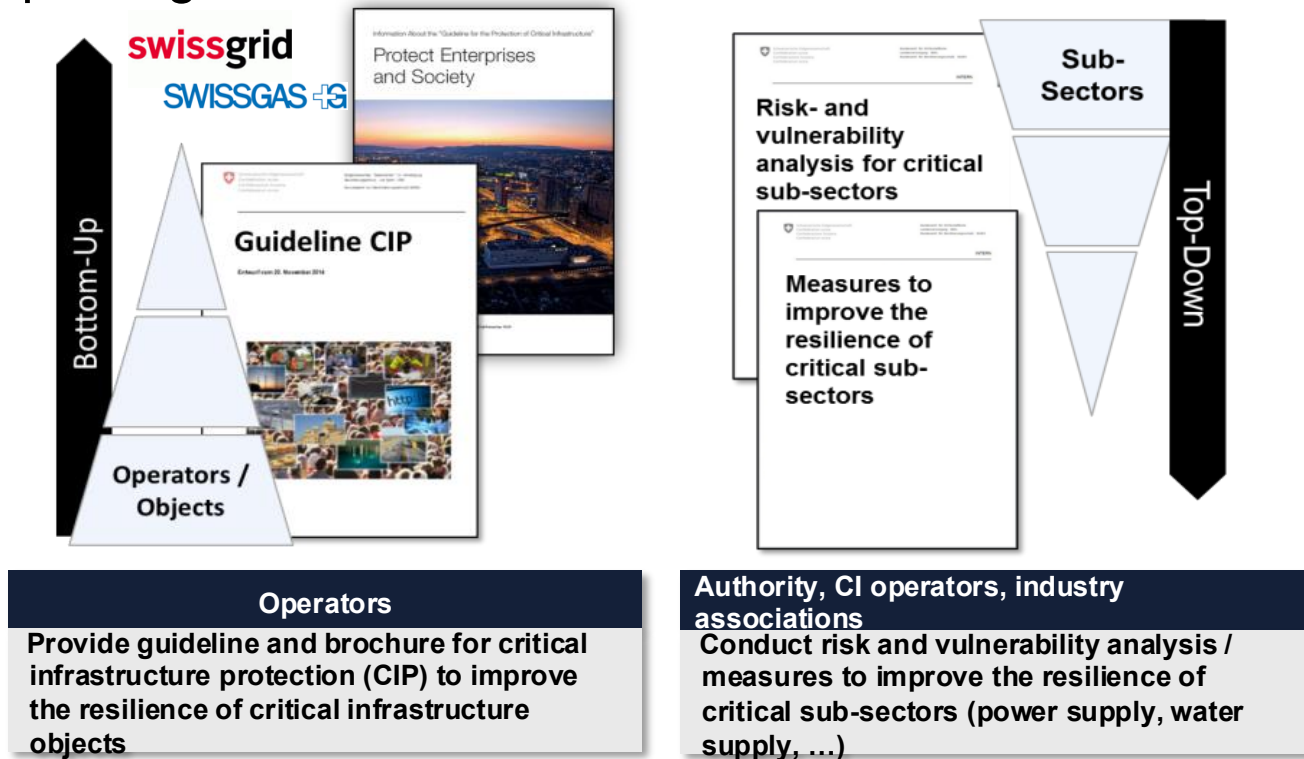 swissgrid
SWISSGAS
Information About the "Guideline for the Protection of Critical Infrastructure"
Protect Enterprises
and Society
Bottom-Up
Guideline CIP
Entwurf vom 20. November 2014
http
Operators /
Objects
INTERN
Risk- and
vulnerability
analysis for critical
sub-sectors
INTERN
Measures to
improve the
resilience of
critical sub-
sectors
Sub-
Sectors
Top-Down
Operators
Provide guideline and brochure for critical
infrastructure protection (CIP) to improve
the resilience of critical infrastructure
objects
Authority, CI operators, industry
associations
Conduct risk and vulnerability analysis /
measures to improve the resilience of
critical sub-sectors (power supply, water
supply, …)